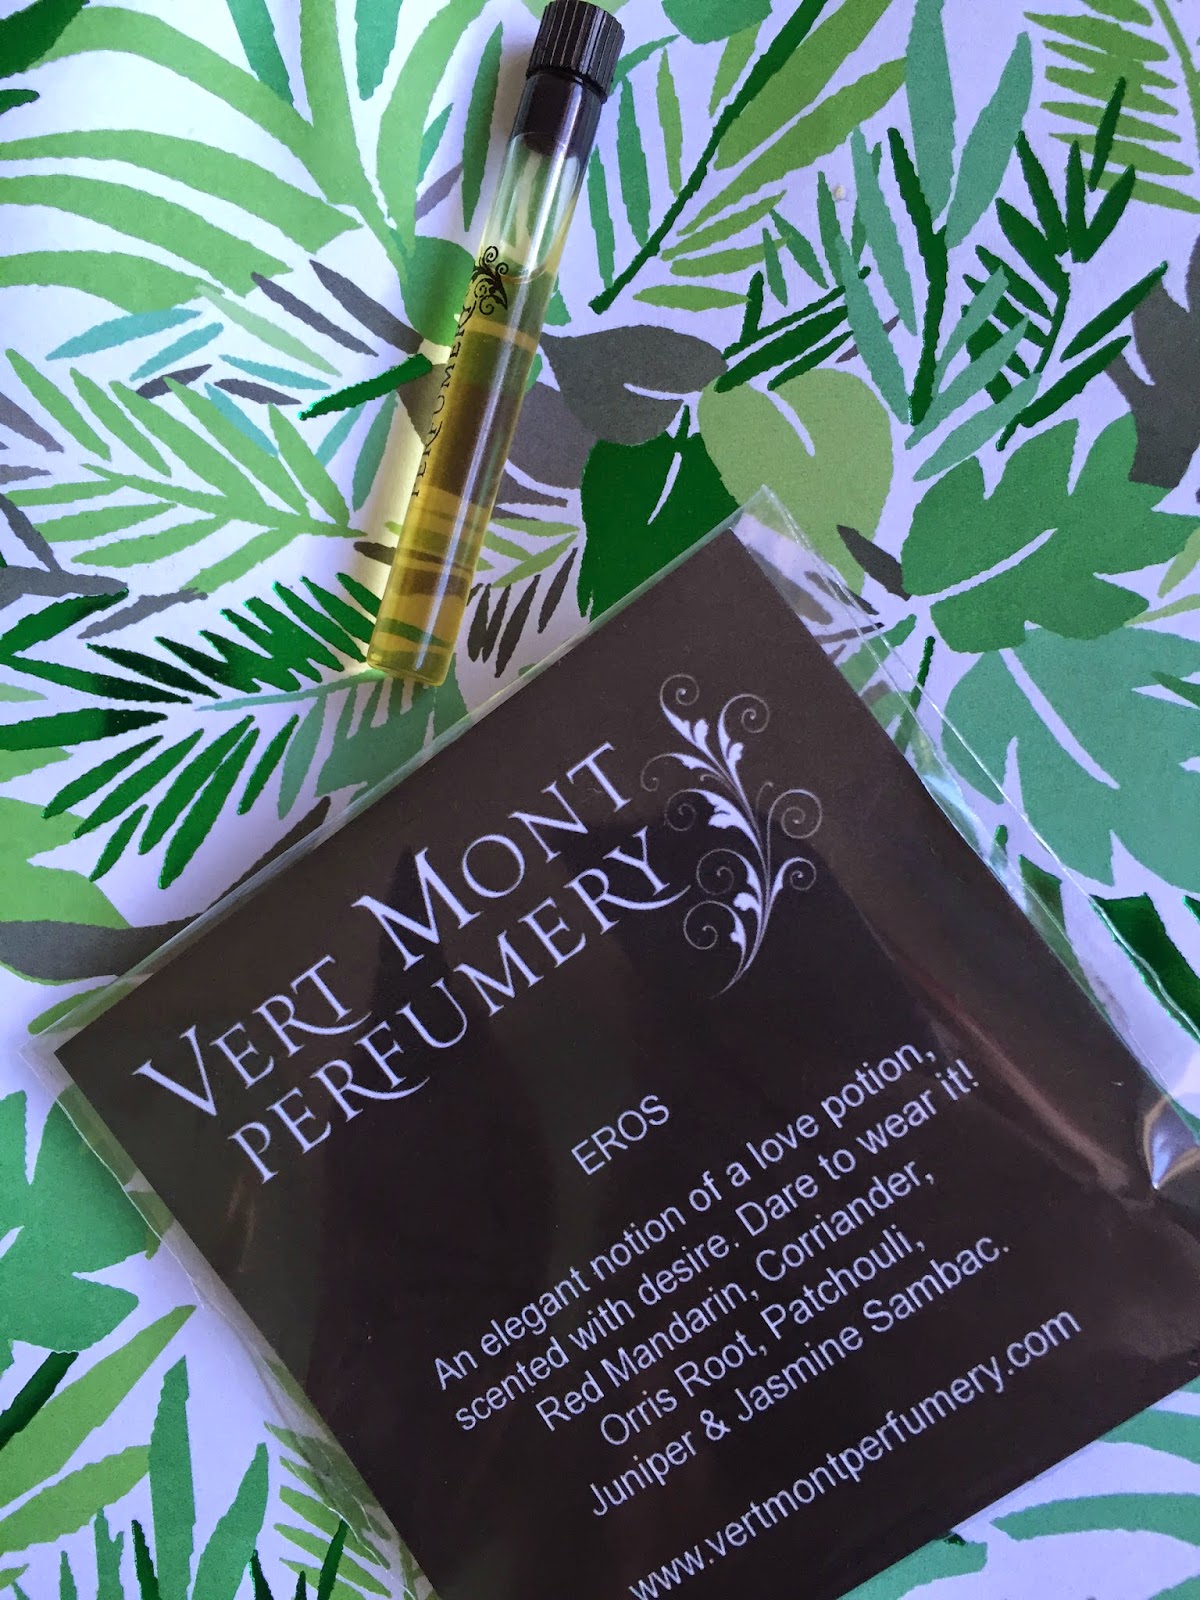 PERFUMERY
VERT MONT
PERFUMERY
EROS
An elegant notion of a love potion,
scented with desire. Dare to wear it!
Red Mandarin, Corriander,
Orris Root, Patchouli,
Juniper & Jasmine Sambac.
www.vertmontperfumery.com